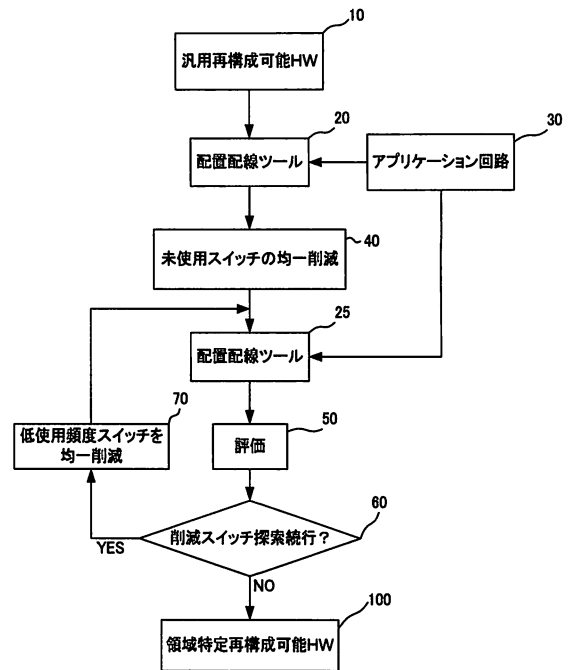 10
汎用再構成可能HW
20
配置配線ツール
30
アプリケーション回路
40
未使用スイッチの均一削減
25
配置配線ツール
70
低使用頻度スイッチを
均一削減
50
評価
60
削減スイッチ探索続行？
YES
NO
100
領域特定再構成可能HW